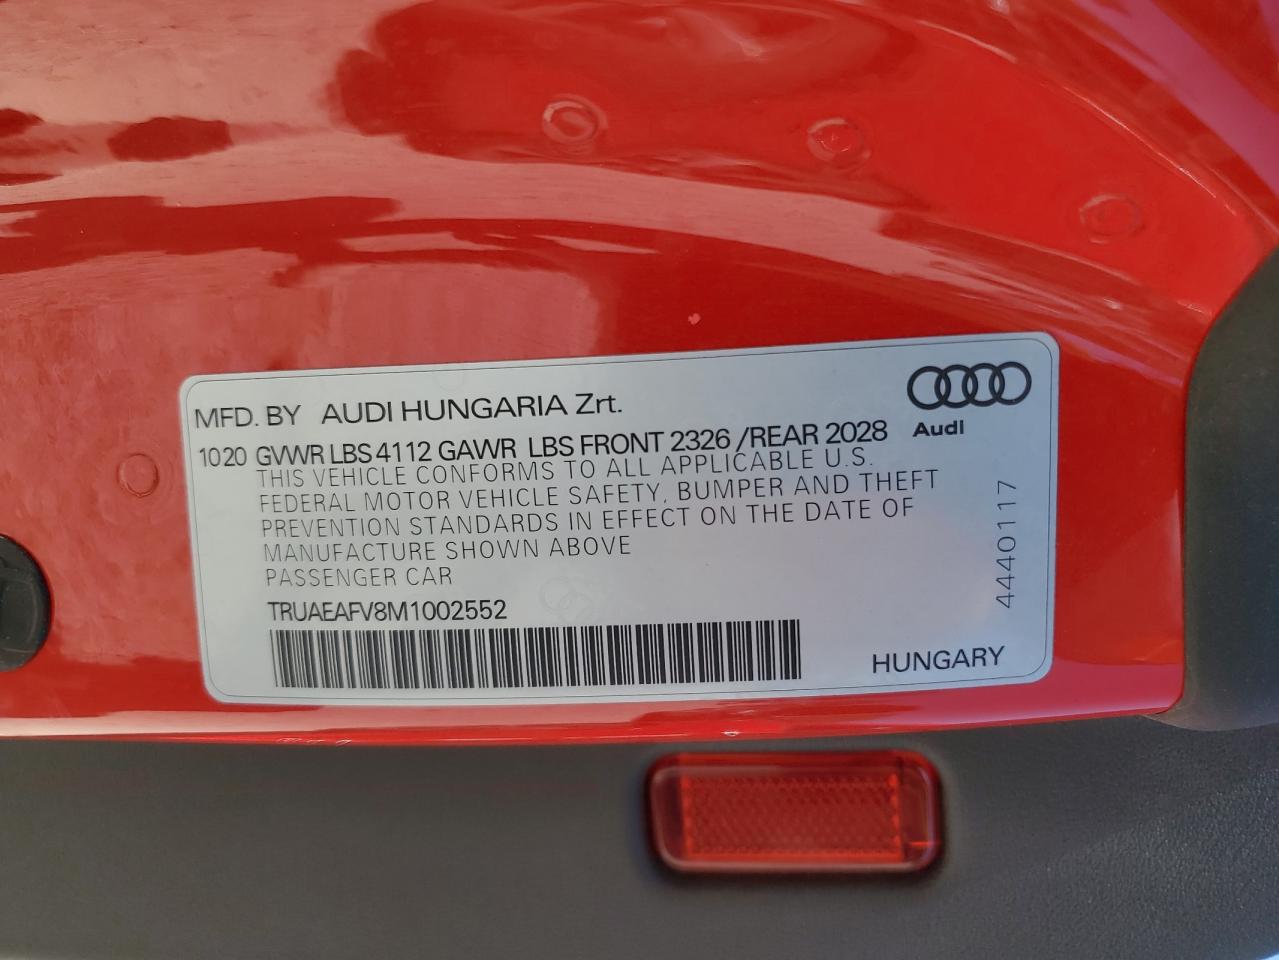 MFD. BY AUDI HUNGARIA Zrt.
1020 GVWR LBS 4112 GAWR LBS FRONT 2326 /REAR 2028
Audi
THIS VEHICLE CONFORMS TO ALL APPLICABLE U.S.
FEDERAL MOTOR VEHICLE SAFETY, BUMPER AND THEFT
PREVENTION STANDARDS IN EFFECT ON THE DATE OF
MANUFACTURE SHOWN ABOVE
PASSENGER CAR
TRUAEAFV8M1002552
4440117
HUNGARY